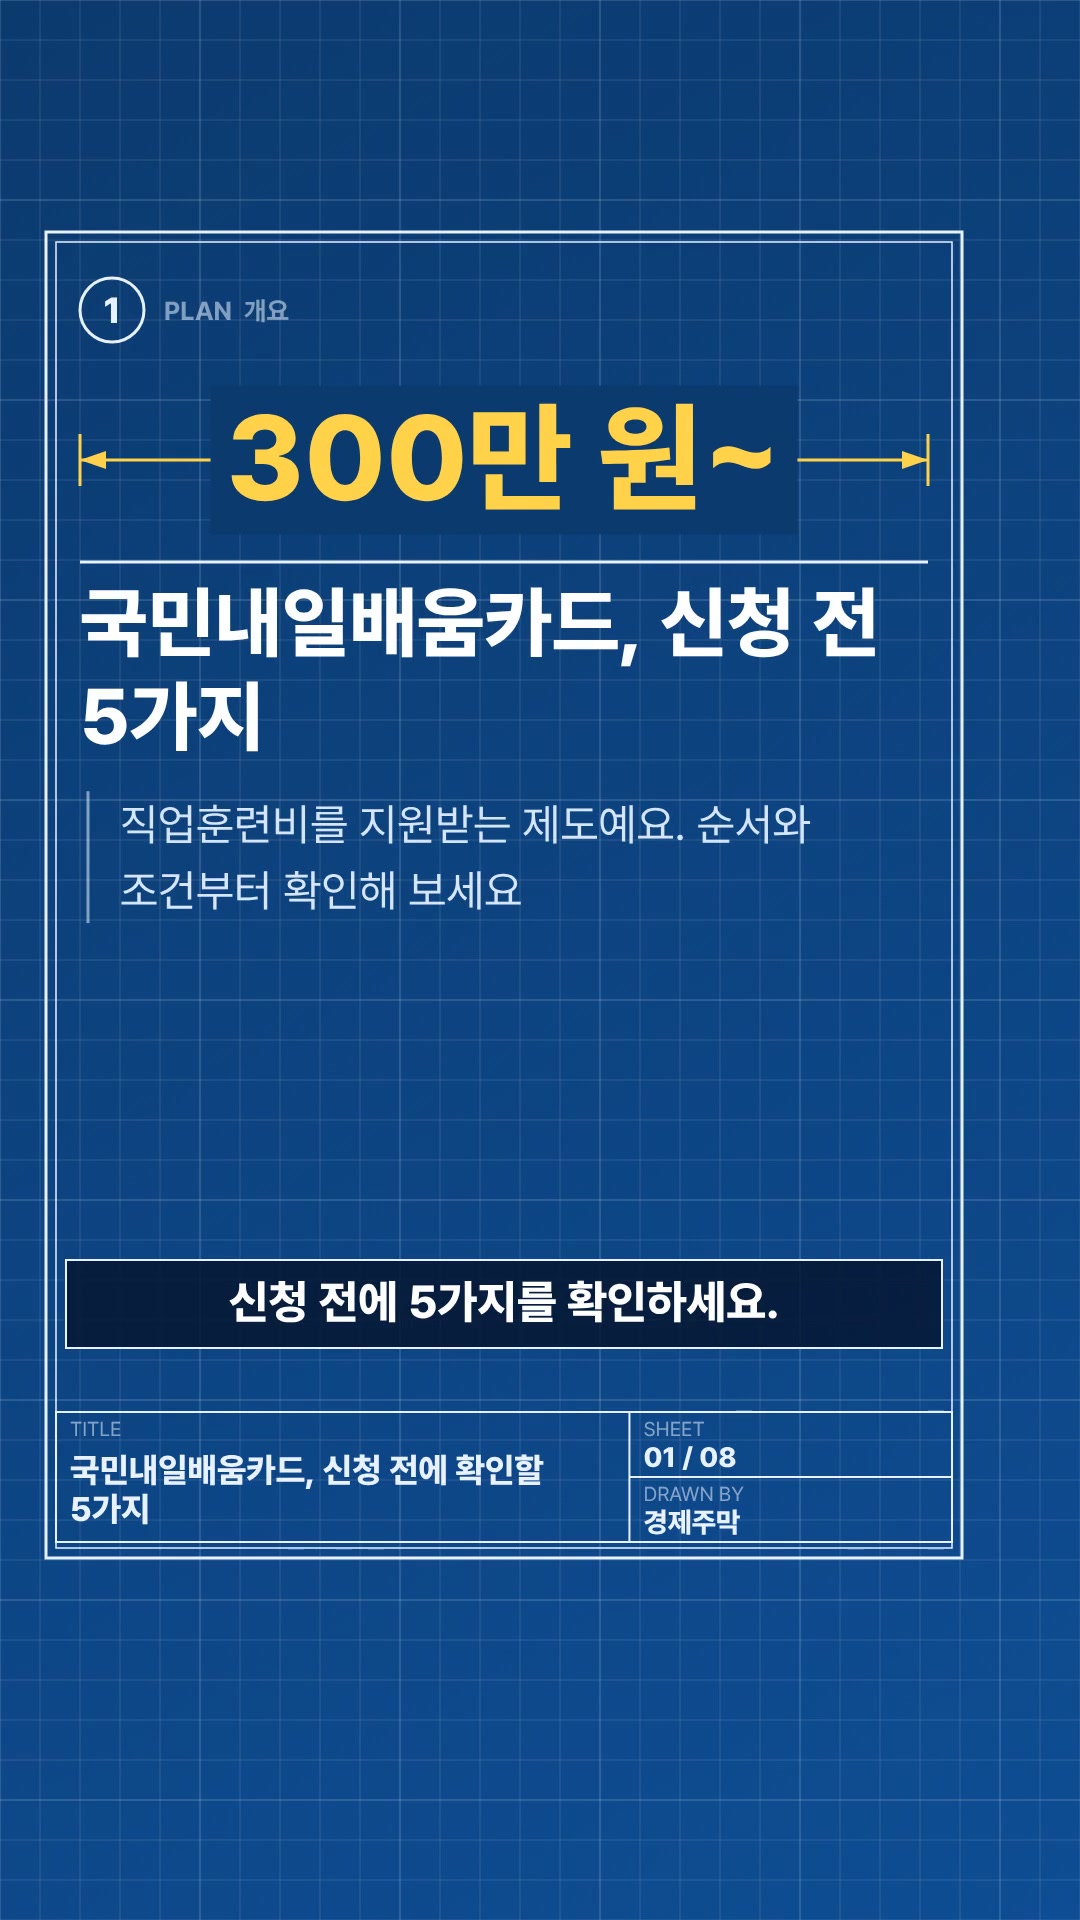 1 PLAN 개요
300만 원~
국민내일배움카드, 신청 전
5가지
직업훈련비를 지원받는 제도예요. 순서와
조건부터 확인해 보세요
신청 전에 5가지를 확인하세요.
TITLE
국민내일배움카드, 신청 전에 확인할
5가지
SHEET
01 / 08
DRAWN BY
경제주막